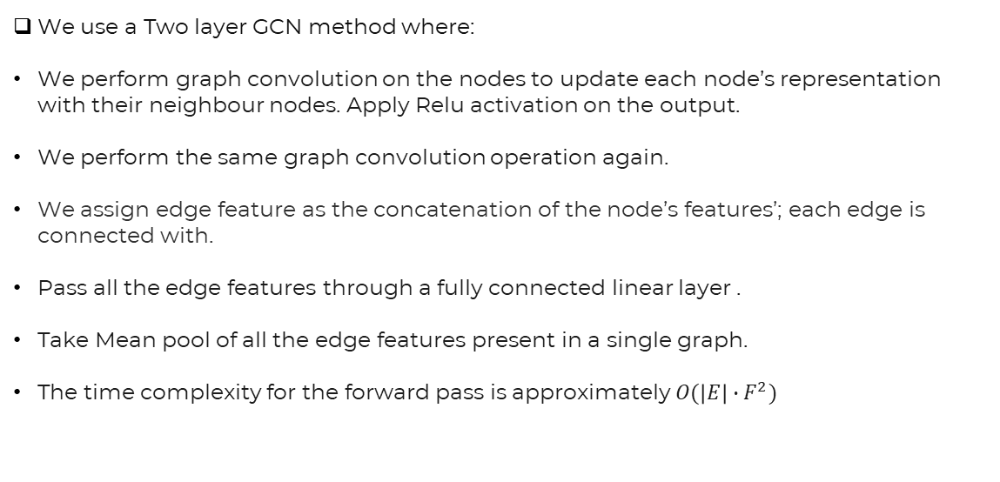 ❑ We use a Two layer GCN method where:
• We perform graph convolution on the nodes to update each node's representation
with their neighbour nodes. Apply Relu activation on the output.
• We perform the same graph convolution operation again.
• We assign edge feature as the concatenation of the node's features'; each edge is
connected with.
• Pass all the edge features through a fully connected linear layer .
• Take Mean pool of all the edge features present in a single graph.
• The time complexity for the forward pass is approximately O(|E| · F²)